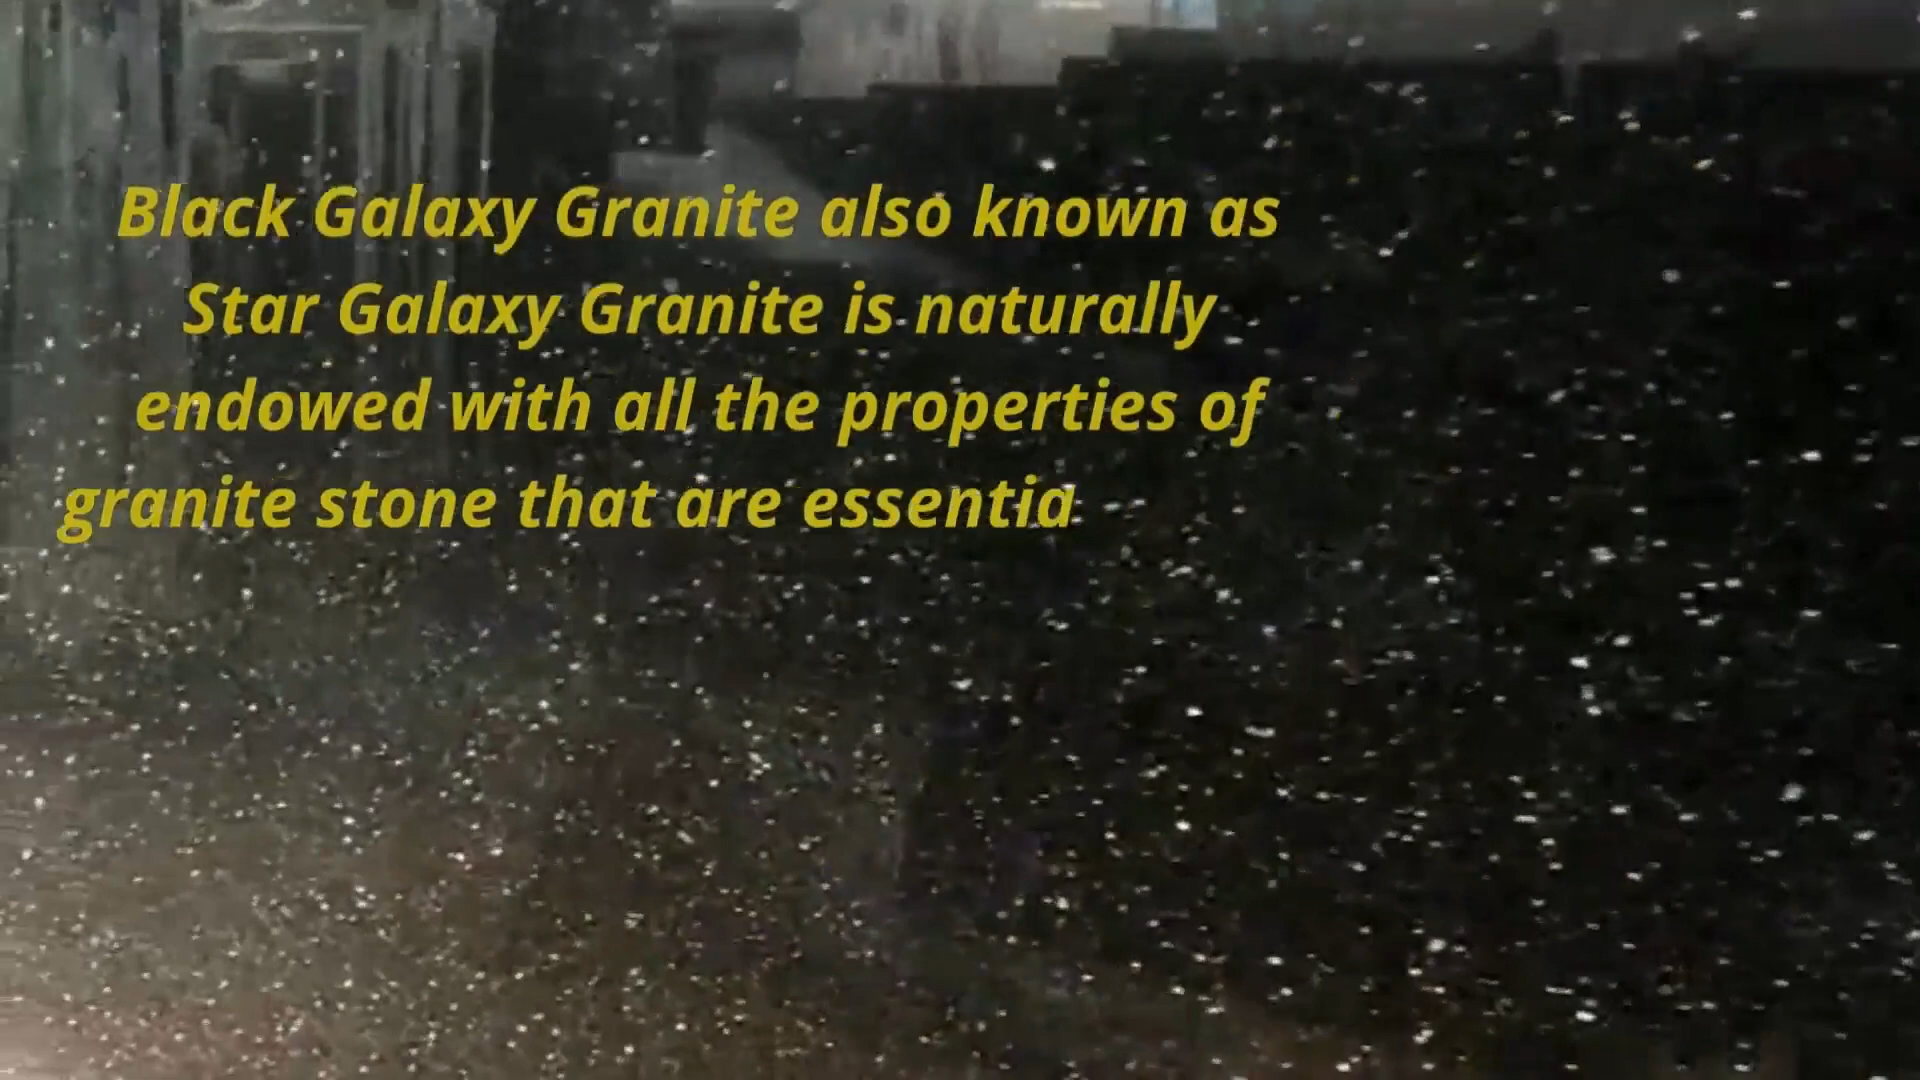 Black Galaxy Granite also known as
Star Galaxy Granite is naturally
endowed with all the properties of
granite stone that are essentia